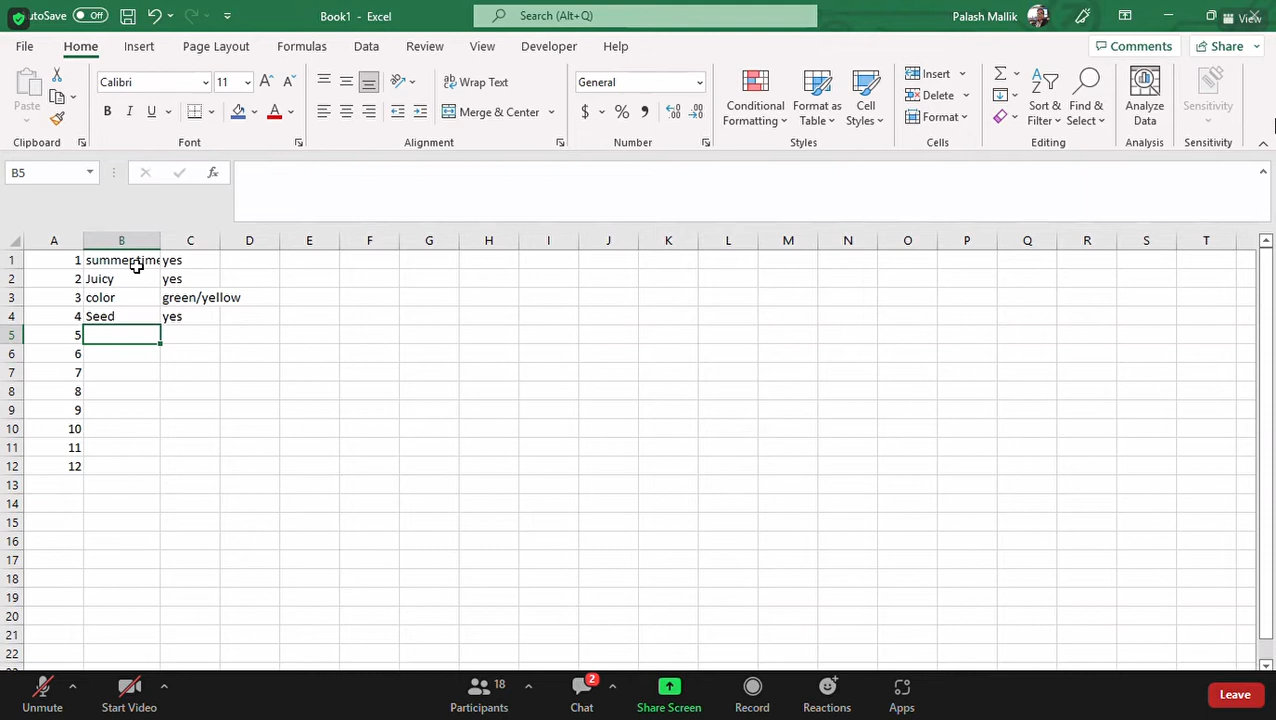 AutoSave Off Book1 - Excel Search (Alt+Q) Palash Mallik View
File Home Insert Page Layout Formulas Data Review View Developer Help Comments Share
Paste Calibri 11 Wrap Text General Conditional Formatting Format as Table Cell Styles Insert Sort & Filter Find & Select Analyze Data Sensitivity
B I U Merge & Center $ % Delete
Format
Clipboard Font Alignment Number Styles Cells Editing Analysis Sensitivity
B5 fx
A B C D E F G H I J K L M N O P Q R S T
1 1 summer time yes
2 2 Juicy yes
3 3 color green/yellow
4 4 Seed yes
5 5
6 6
7 7
8 8
9 9
10 10
11 11
12 12
13
14
15
16
17
18
19
20
21
22
Unmute Start Video Participants 18 Chat 2 Share Screen Record Reactions Apps Leave